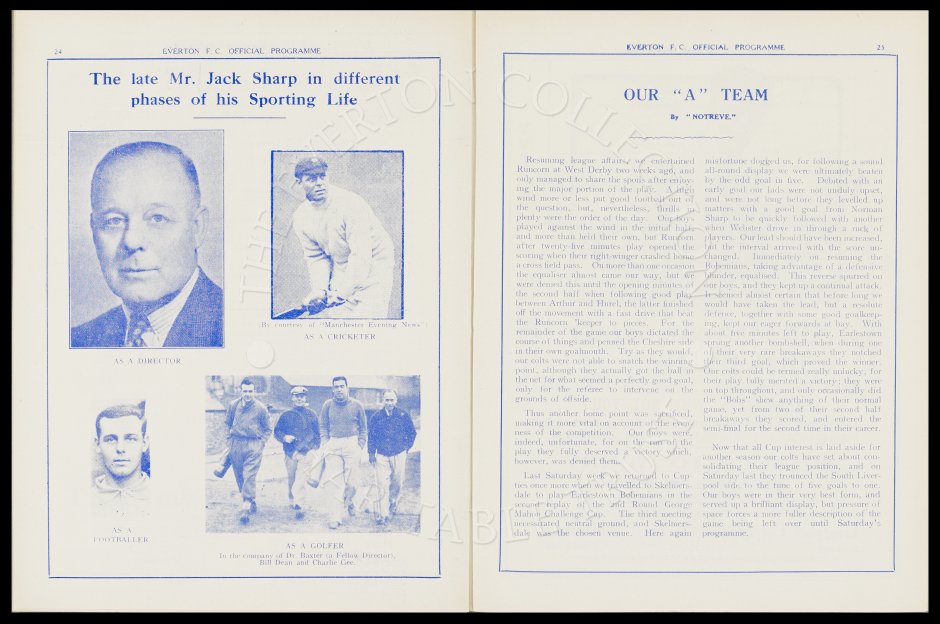 24
EVERTON F. C. OFFICIAL PROGRAMME
The late Mr. Jack Sharp in different
phases of his Sporting Life
AS A DIRECTOR
(By courtesy of "Manchester Evening News")
AS A CRICKETER
AS A
FOOTBALLER
AS A GOLFER
In the company of Dr. Baxter (a Fellow Director),
Bill Dean and Charlie Gee.
EVERTON F. C. OFFICIAL PROGRAMME
25
OUR "A" TEAM
By "NOTREVE."
Resuming league affairs, we entertained
Runcorn at West Derby two weeks ago, and
only managed to share the spoils after enjoy-
ing the major portion of the play. A high
wind more or less put good football out of
the question, but, nevertheless, thrills in
plenty were the order of the day. Our boys
played against the wind in the initial half,
and more than held their own, but Runcorn
after twenty-five minutes play opened the
scoring when their right-winger crashed home
a cross field pass. On more than one occasion
the equaliser almost came our way, but we
were denied this until the opening minutes of
the second half when following good play
between Arthur and Hurel, the latter finished
off the movement with a fast drive that beat
the Runcorn 'keeper to pieces. For the
remainder of the game our boys dictated the
course of things and penned the Cheshire side
in their own goalmouth. Try as they would,
our colts were not able to snatch the winning
point, although they actually got the ball in
the net for what seemed a perfectly good goal,
only for the referee to intervene on the
grounds of offside.
Thus another home point was sacrificed,
making it more vital on account of the even-
ness of the competition. Our boys were,
indeed, unfortunate, for on the run of the
play they fully deserved a victory which,
however, was denied them.
Last Saturday week we returned to Cup-
ties once more when we travelled to Skelmers-
dale to play Earlestown Bohemians in the
second replay of the 2nd Round George
Mahon Challenge Cup. The third meeting
necessitated neutral ground, and Skelmers-
dale was the chosen venue. Here again
misfortune dogged us, for following a sound
all-round display we were ultimately beaten
by the odd goal in five. Debited with an
early goal our lads were not unduly upset,
and were not long before they levelled up
matters with a good goal from Norman
Sharp to be quickly followed with another
when Webster drove in through a ruck of
players. Our lead should have been increased,
but the interval arrived with the score un-
changed. Immediately on resuming the
Bohemians, taking advantage of a defensive
blunder, equalised. This reverse spurred on
our boys, and they kept up a continual attack.
It seemed almost certain that before long we
would have taken the lead, but a resolute
defence, together with some good goalkeep-
ing, kept our eager forwards at bay. With
about five minutes left to play, Earlestown
sprang another bombshell, when during one
of their very rare breakaways they notched
their third goal, which proved the winner.
Our colts could be termed really unlucky, for
their play fully merited a victory; they were
on top throughout, and only occasionally did
the "Bobs" shew anything of their normal
game, yet from two of their second half
breakaways they scored, and entered the
semi-final for the second time in their career.
Now that all Cup interest is laid aside for
another season our colts have set about con-
solidating their league position, and on
Saturday last they trounced the South Liver-
pool side to the tune of five goals to one.
Our boys were in their very best form, and
served up a brilliant display, but pressure of
space forces a more fuller description of the
game being left over until Saturday's
programme.